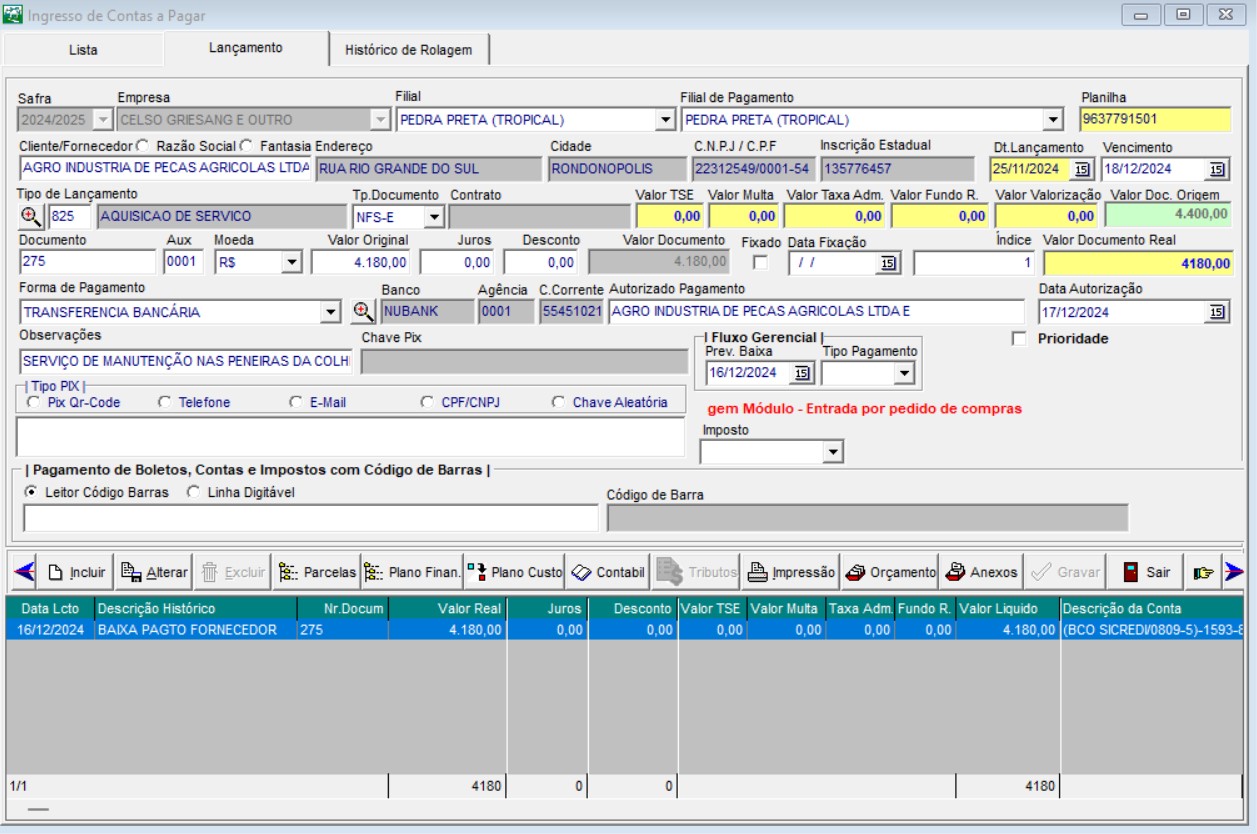 Ingresso de Contas a Pagar
Lista Lançamento Histórico de Rolagem
Safra Empresa Filial Filial de Pagamento Planilha
2024/2025 CELSO GRIESANG E OUTRO PEDRA PRETA (TROPICAL) PEDRA PRETA (TROPICAL) 9637791501
Cliente/Fornecedor Razão Social Fantasia Endereço Cidade C.N.P.J / C.P.F Inscrição Estadual Dt.Lançamento Vencimento
AGRO INDUSTRIA DE PECAS AGRICOLAS LTDA RUA RIO GRANDE DO SUL RONDONOPOLIS 22312549/0001-54 135776457 25/11/2024 15 18/12/2024 15
Tipo de Lançamento Tp.Documento Contrato Valor TSE Valor Multa Valor Taxa Adm. Valor Fundo R. Valor Valorização Valor Doc. Origem
825 AQUISICAO DE SERVICO NFS-E 0,00 0,00 0,00 0,00 0,00 4.400,00
Documento Aux Moeda Valor Original Juros Desconto Valor Documento Fixado Data Fixação Índice Valor Documento Real
275 0001 R$ 4.180,00 0,00 0,00 4.180,00 / / 15 1 4180,00
Forma de Pagamento Banco Agência C.Corrente Autorizado Pagamento Data Autorização
TRANSFERENCIA BANCÁRIA NUBANK 0001 55451021 AGRO INDUSTRIA DE PECAS AGRICOLAS LTDA E 17/12/2024 15
Observações Chave Pix | Fluxo Gerencial | Prioridade
SERVIÇO DE MANUTENÇÃO NAS PENEIRAS DA COLH Prev. Baixa Tipo Pagamento
16/12/2024 15
| Tipo PIX |
Pix Qr-Code Telefone E-Mail CPF/CNPJ Chave Aleatória
gem Módulo - Entrada por pedido de compras
Imposto
| Pagamento de Boletos, Contas e Impostos com Código de Barras |
Leitor Código Barras Linha Digitável Código de Barra
Incluir Alterar Excluir Parcelas Plano Finan. Plano Custo Contabil Tributos Impressão Orçamento Anexos Gravar Sair
Data Lcto Descrição Histórico Nr.Docum Valor Real Juros Desconto Valor TSE Valor Multa Taxa Adm Fundo R. Valor Liquido Descrição da Conta
16/12/2024 BAIXA PAGTO FORNECEDOR 275 4.180,00 0,00 0,00 0,00 0,00 0,00 0,00 4.180,00 (BCO SICREDI/0809-5)-1593-8
1/1 4180 0 0 4180